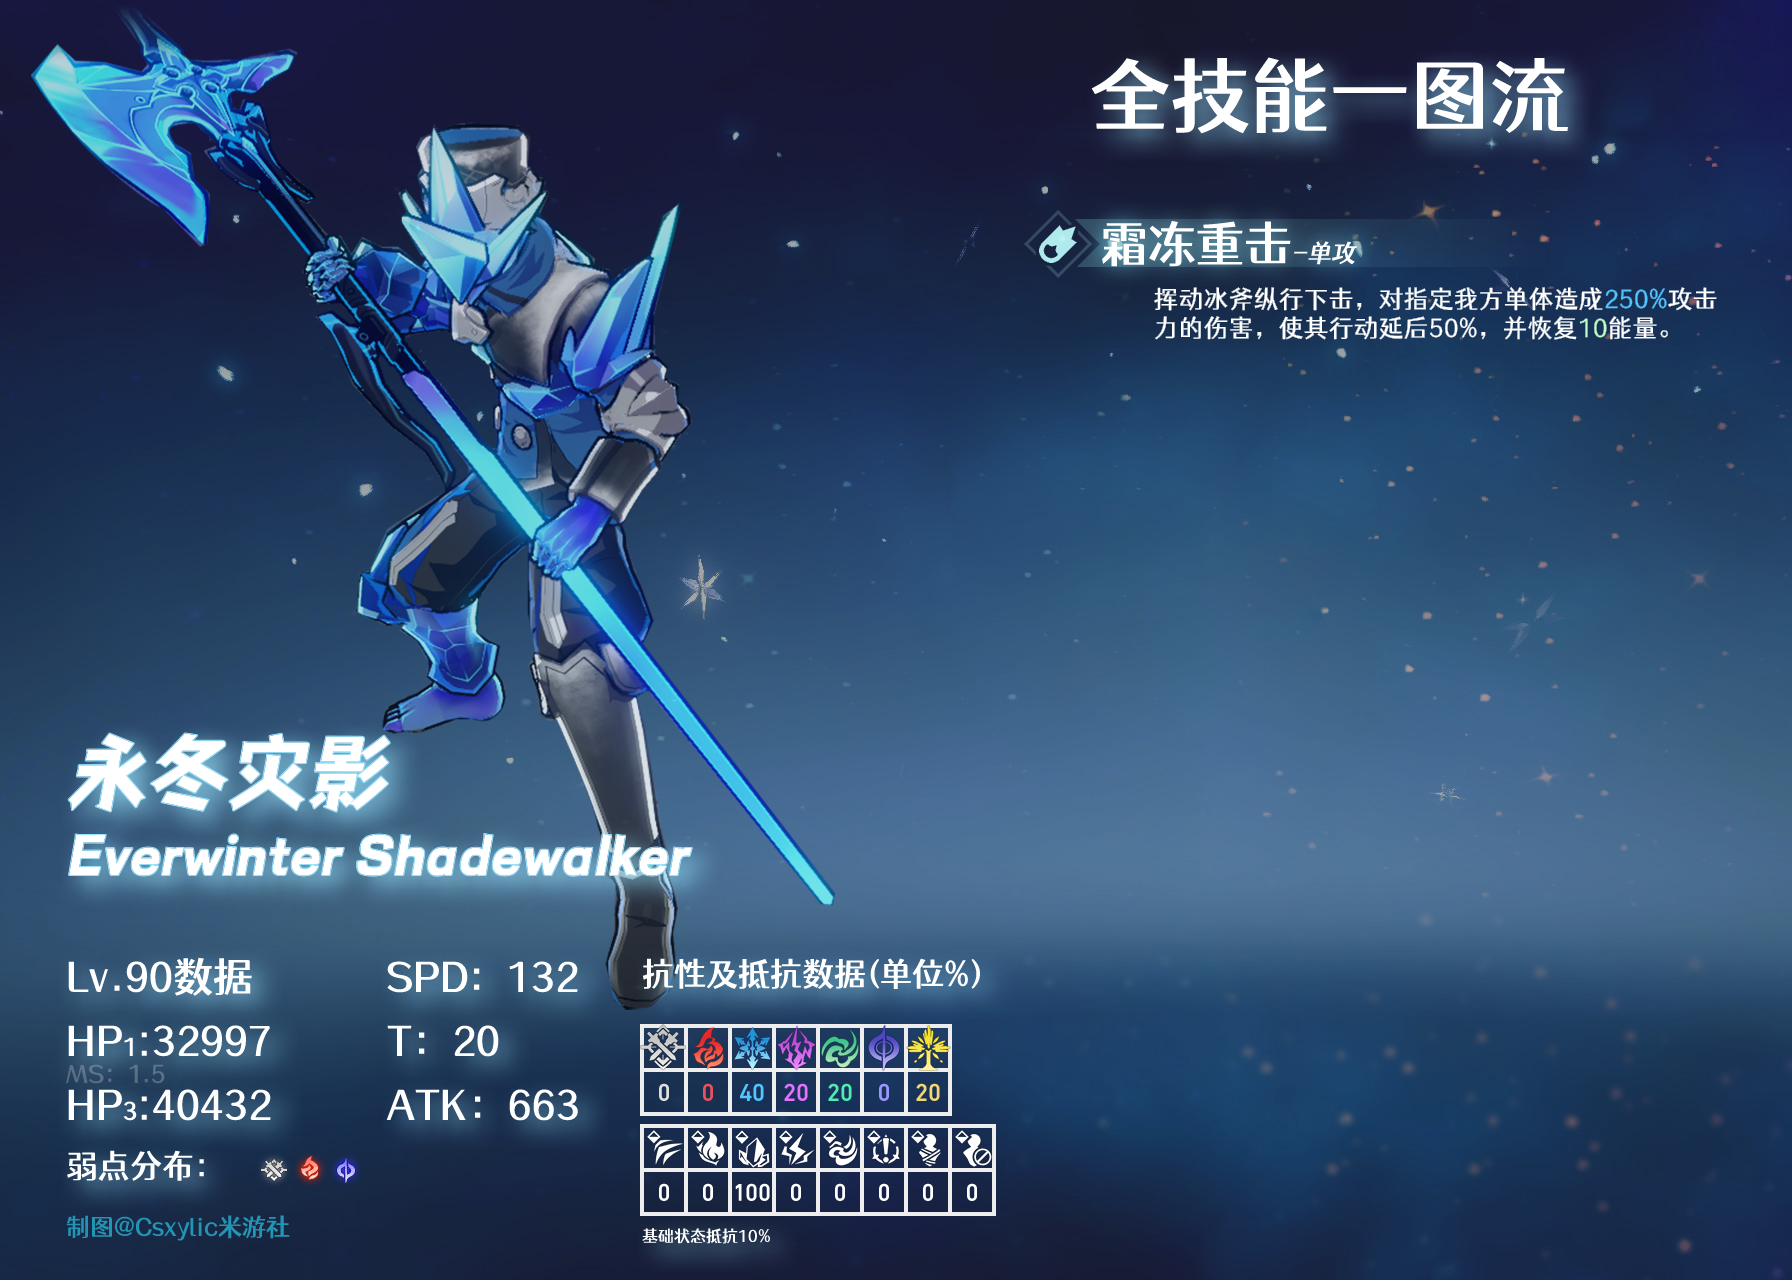 全技能一图流
霜冻重击-单攻
挥动冰斧纵行下击，对指定我方单体造成250%攻击
力的伤害，使其行动延后50%，并恢复10能量。
永冬灾影
Everwinter Shadewalker
Lv.90数据
SPD: 132
HP1:32997
T: 20
MS: 1.5
HP3:40432
ATK: 663
弱点分布:
制图@Csxylic米游社
抗性及抵抗数据(单位%)
0 0 40 20 20 0 20
0 0 100 0 0 0 0 0
基础状态抵抗10%